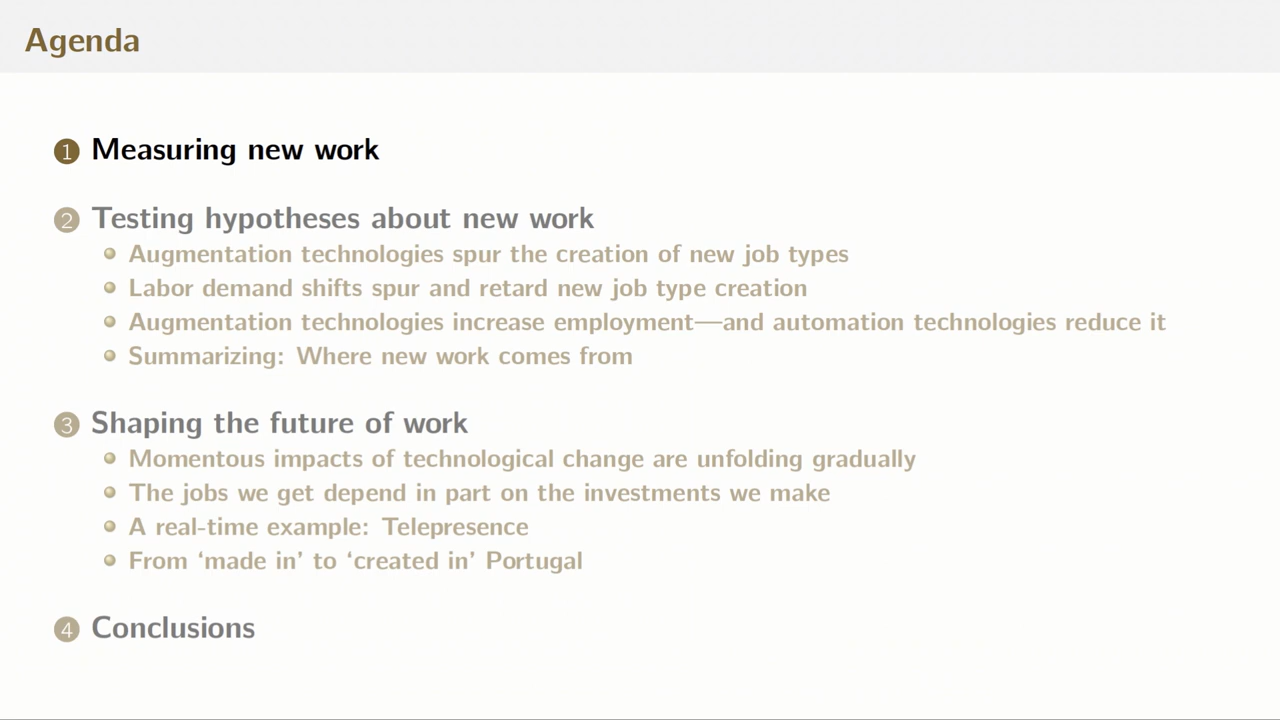 Agenda
1 Measuring new work
2 Testing hypotheses about new work
Augmentation technologies spur the creation of new job types
Labor demand shifts spur and retard new job type creation
Augmentation technologies increase employment—and automation technologies reduce it
Summarizing: Where new work comes from
3 Shaping the future of work
Momentous impacts of technological change are unfolding gradually
The jobs we get depend in part on the investments we make
A real-time example: Telepresence
From ‘made in’ to ‘created in’ Portugal
4 Conclusions